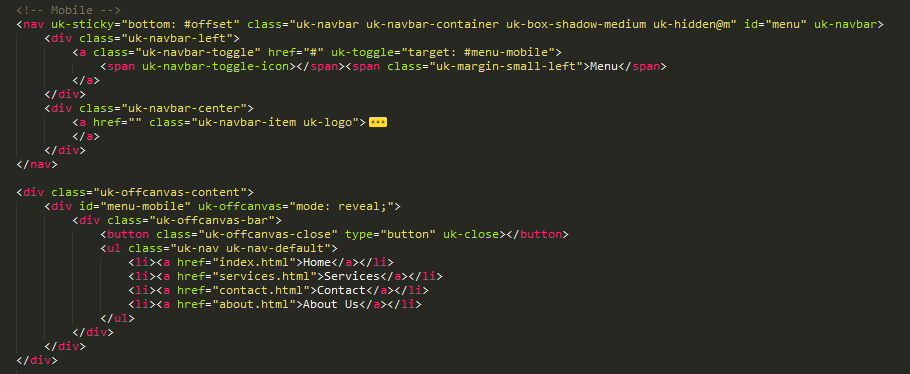 <!-- Mobile -->
<nav uk-sticky="bottom: #offset" class="uk-navbar uk-navbar-container uk-box-shadow-medium uk-hidden@m" id="menu" uk-navbar>
    <div class="uk-navbar-left">
        <a class="uk-navbar-toggle" href="#" uk-toggle="target: #menu-mobile">
            <span uk-navbar-toggle-icon></span><span class="uk-margin-small-left">Menu</span>
        </a>
    </div>
    <div class="uk-navbar-center">
        <a href="" class="uk-navbar-item uk-logo">...
        </a>
    </div>
</nav>

<div class="uk-offcanvas-content">
    <div id="menu-mobile" uk-offcanvas="mode: reveal;">
        <div class="uk-offcanvas-bar">
            <button class="uk-offcanvas-close" type="button" uk-close></button>
            <ul class="uk-nav uk-nav-default">
                <li><a href="index.html">Home</a></li>
                <li><a href="services.html">Services</a></li>
                <li><a href="contact.html">Contact</a></li>
                <li><a href="about.html">About Us</a></li>
            </ul>
        </div>
    </div>
</div>